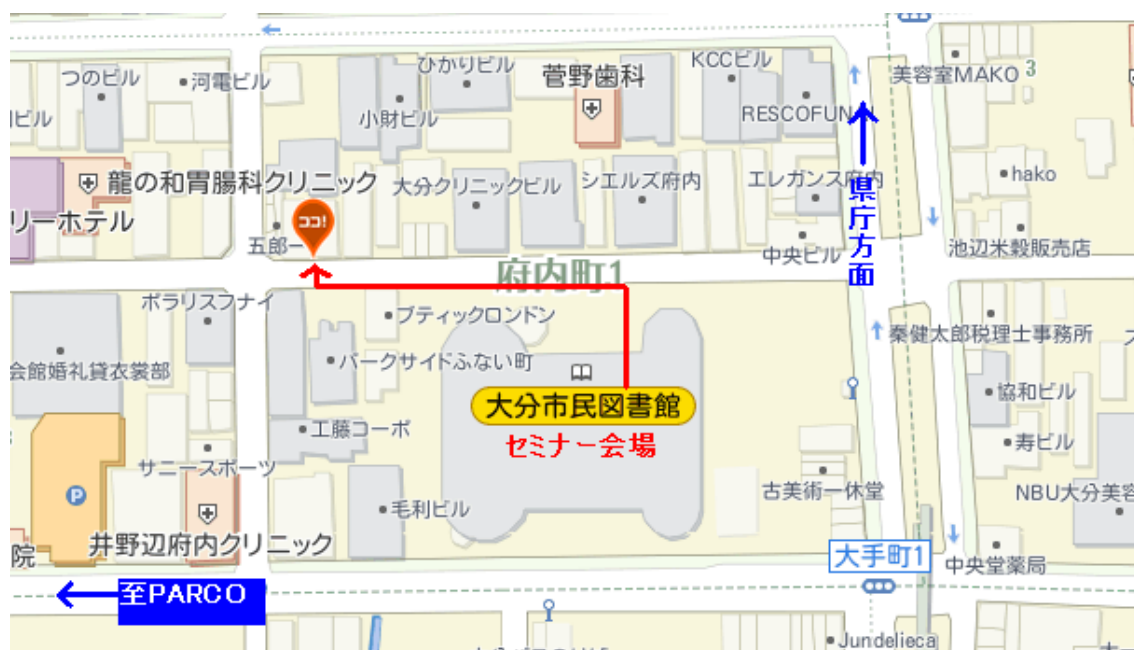 つのビル
河電ビル
ひかりビル
菅野歯科
KCCビル
美容室MAKO
3
ビル
小財ビル
RESCOFUNAI
龍の和胃腸科クリニック
大分クリニックビル
シエルズ府内
エレガンス府内
hako
県庁方面
リーホテル
ココ!
五郎一
中央ビル
池辺米穀販売店
府内町1
ポラリスフナイ
ブティックロンドン
秦健太郎税理士事務所
会館婚礼貸衣裳部
パークサイドふない町
大分市民図書館
協和ビル
工藤コーポ
セミナー会場
寿ビル
サニースポーツ
P
毛利ビル
古美術一休堂
NBU大分美容
院
井野辺府内クリニック
大手町1
中央堂薬局
至PARCO
Jundelieca